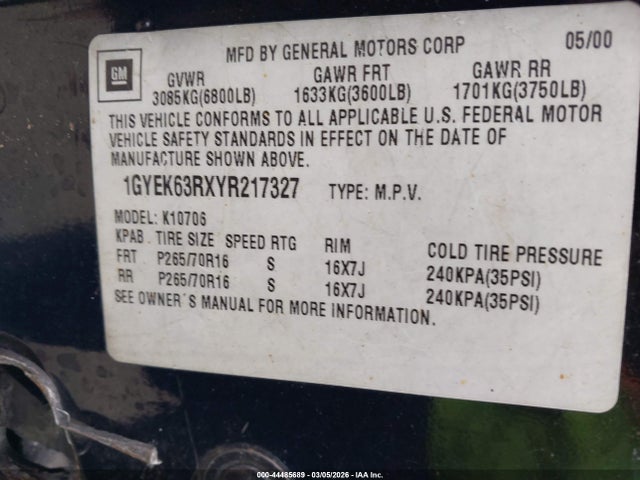 GM
MFD BY GENERAL MOTORS CORP 05/00
GVWR GAWR FRT GAWR RR
3085KG(6800LB) 1633KG(3600LB) 1701KG(3750LB)
THIS VEHICLE CONFORMS TO ALL APPLICABLE U.S. FEDERAL MOTOR
VEHICLE SAFETY STANDARDS IN EFFECT ON THE DATE OF
MANUFACTURE SHOWN ABOVE.
1GYEK63RXYR217327 TYPE: M.P.V.
MODEL: K10706
KPAB TIRE SIZE SPEED RTG RIM COLD TIRE PRESSURE
FRT P265/70R16 S 16X7J 240KPA(35PSI)
RR P265/70R16 S 16X7J 240KPA(35PSI)
SEE OWNER'S MANUAL FOR MORE INFORMATION.
000-44485689 - 03/05/2026 - IAA Inc.